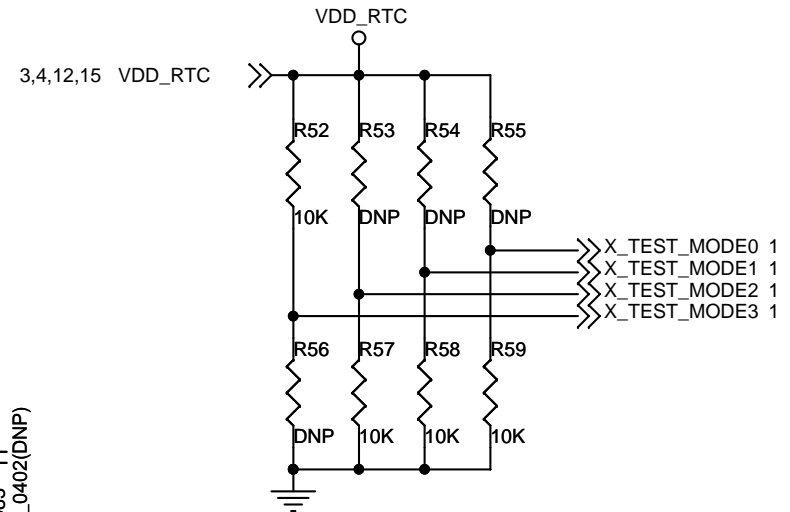 VDD_RTC
3,4,12,15 VDD_RTC
R52 R53 R54 R55
10K DNP DNP DNP
X_TEST_MODE0 1
X_TEST_MODE1 1
X_TEST_MODE2 1
X_TEST_MODE3 1
R56 R57 R58 R59
DNP 10K 10K 10K
_0402(DNP)